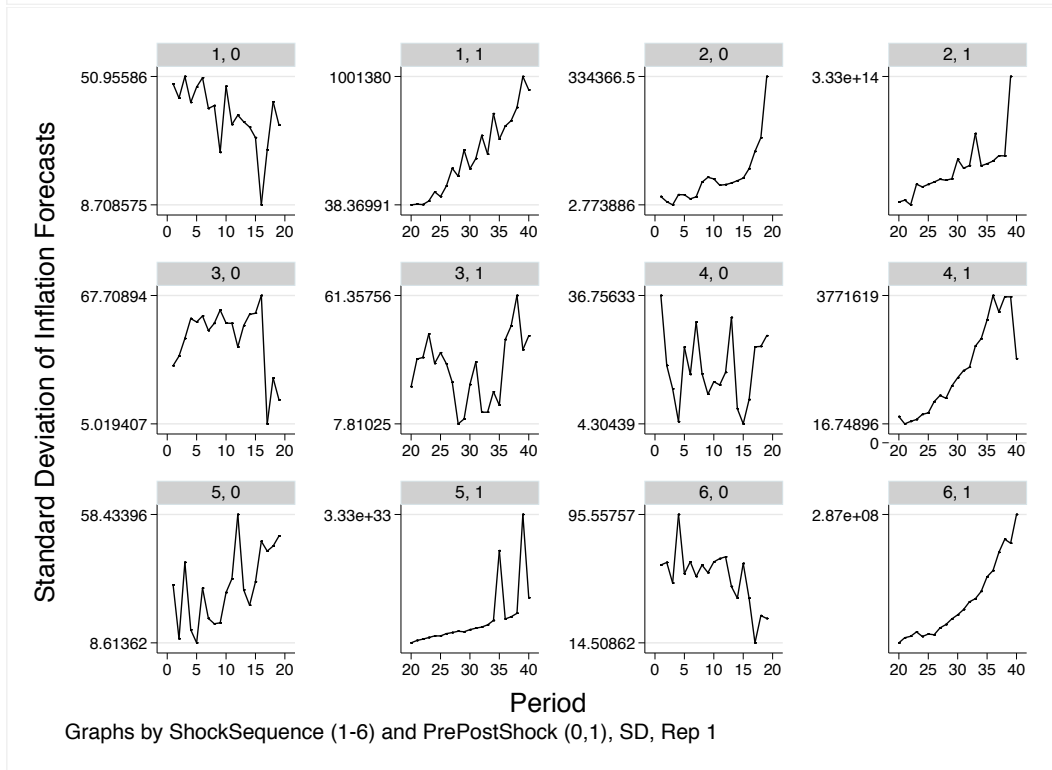 Standard Deviation of Inflation Forecasts
1, 0
50.95586
8.708575
0 5 10 15 20
1, 1
1001380
38.36991
20 25 30 35 40
2, 0
334366.5
2.773886
0 5 10 15 20
2, 1
3.33e+14
20 25 30 35 40
3, 0
67.70894
5.019407
0 5 10 15 20
3, 1
61.35756
7.81025
20 25 30 35 40
4, 0
36.75633
4.30439
0 5 10 15 20
4, 1
3771619
16.74896
0
20 25 30 35 40
5, 0
58.43396
8.61362
0 5 10 15 20
5, 1
3.33e+33
20 25 30 35 40
6, 0
95.55757
14.50862
0 5 10 15 20
6, 1
2.87e+08
20 25 30 35 40
Period
Graphs by ShockSequence (1-6) and PrePostShock (0,1), SD, Rep 1